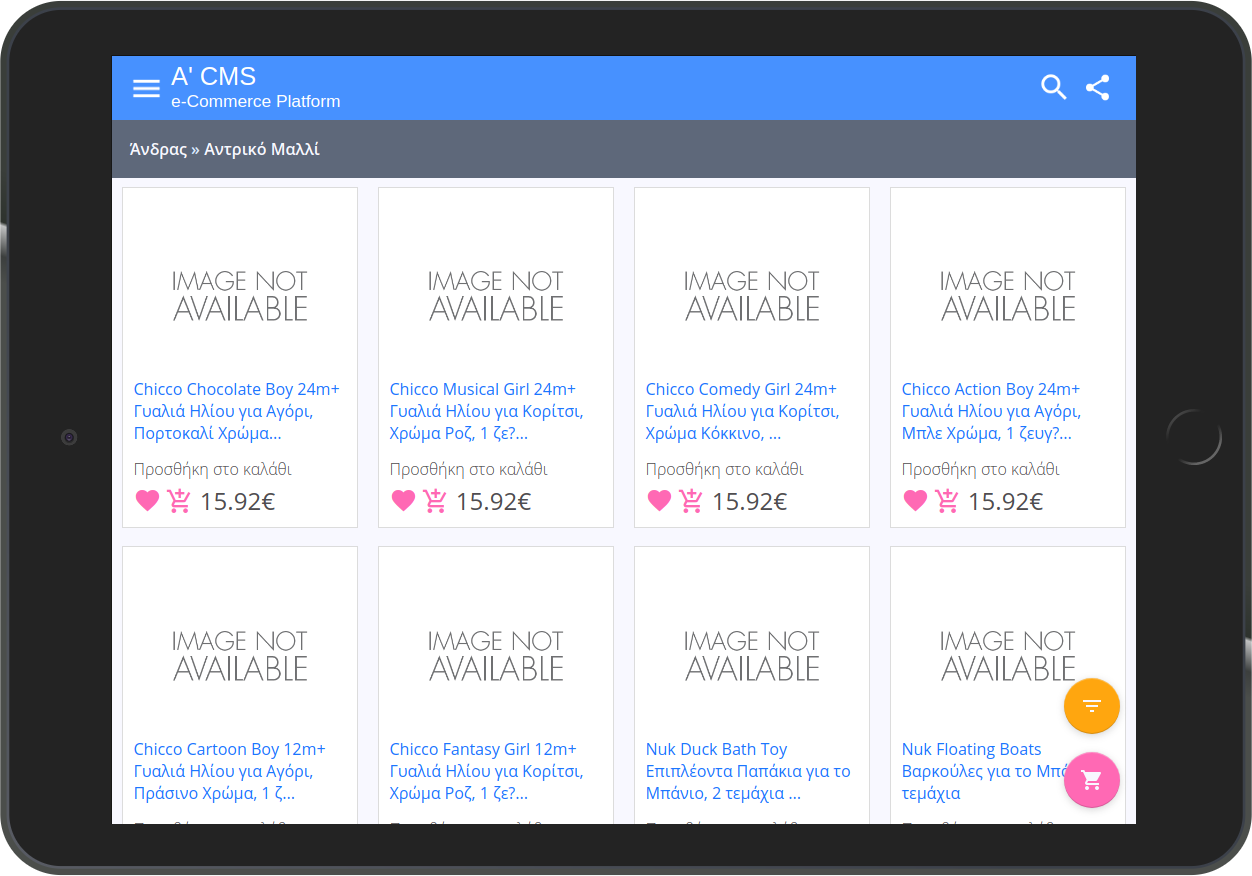 A' CMS
e-Commerce Platform
Άνδρας » Αντρικό Μαλλί
IMAGE NOT
AVAILABLE
Chicco Chocolate Boy 24m+
Γυαλιά Ηλίου για Αγόρι,
Πορτοκαλί Χρώμα...
Προσθήκη στο καλάθι
15.92€
IMAGE NOT
AVAILABLE
Chicco Musical Girl 24m+
Γυαλιά Ηλίου για Κορίτσι,
Χρώμα Ροζ, 1 ζε?...
Προσθήκη στο καλάθι
15.92€
IMAGE NOT
AVAILABLE
Chicco Comedy Girl 24m+
Γυαλιά Ηλίου για Κορίτσι,
Χρώμα Κόκκινο, ...
Προσθήκη στο καλάθι
15.92€
IMAGE NOT
AVAILABLE
Chicco Action Boy 24m+
Γυαλιά Ηλίου για Αγόρι,
Μπλε Χρώμα, 1 ζευγ?...
Προσθήκη στο καλάθι
15.92€
IMAGE NOT
AVAILABLE
Chicco Cartoon Boy 12m+
Γυαλιά Ηλίου για Αγόρι,
Πράσινο Χρώμα, 1 ζ...
IMAGE NOT
AVAILABLE
Chicco Fantasy Girl 12m+
Γυαλιά Ηλίου για Κορίτσι,
Χρώμα Ροζ, 1 ζε?...
IMAGE NOT
AVAILABLE
Nuk Duck Bath Toy
Επιπλέοντα Παπάκια για το
Μπάνιο, 2 τεμάχια ...
IMAGE NOT
AVAILABLE
Nuk Floating Boats
Βαρκούλες για το
τεμάχια